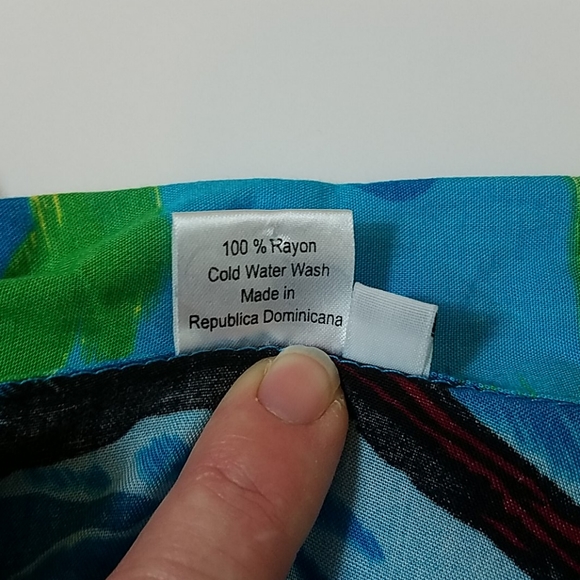 100 % Rayon
Cold Water Wash
Made in
Republica Dominicana